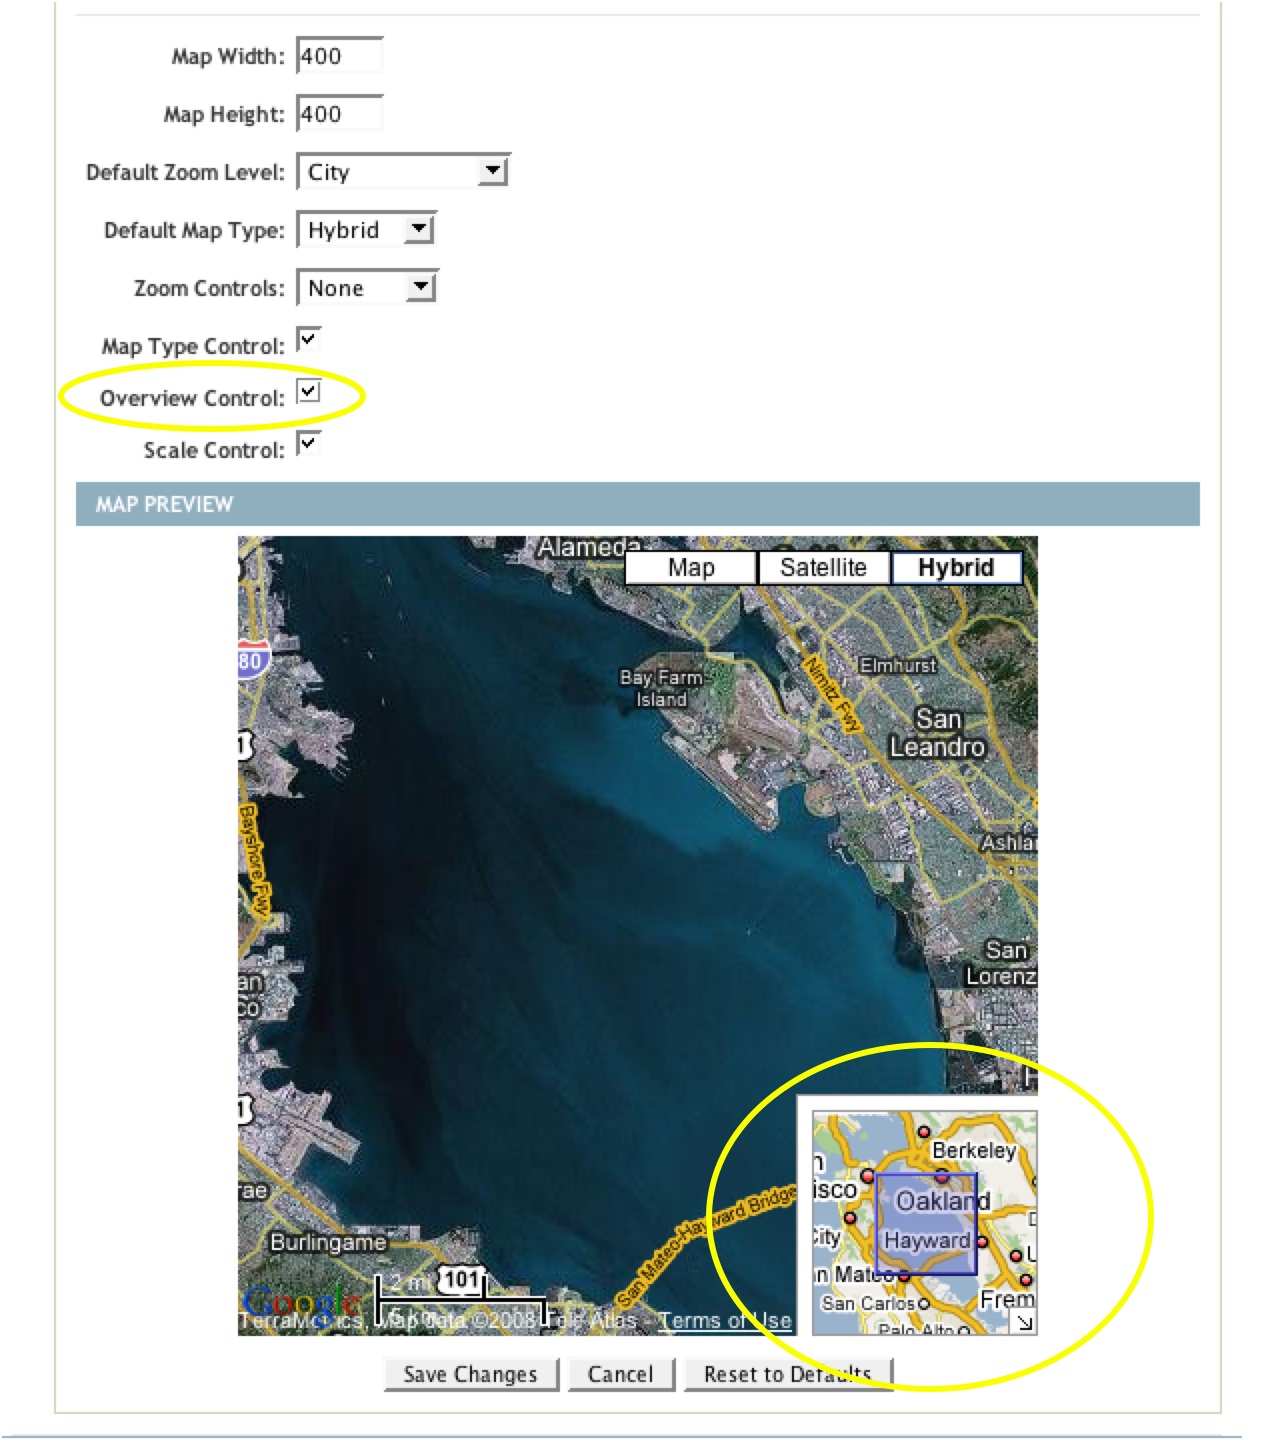 Map Width: 400
Map Height: 400
Default Zoom Level: City
Default Map Type: Hybrid
Zoom Controls: None
Map Type Control:
Overview Control:
Scale Control:
MAP PREVIEW
Alameda
Map Satellite Hybrid
80
Elmhurst
Bay Farm
Island
Nimitz Fwy
San
Leandro
1
Bayshore Fwy
Ashla
San
Lorenz
an
co
1
Berkeley
isco
Oakland
rae
San Mateo-Hayward Bridge
City
Hayward
Burlingame
n Mateo
2 mi
101
San Carlos
Frem
Google
5 km
Palo Alto
TerraMetrics, Map data ©2008 Tele Atlas - Terms of Use
Save Changes Cancel Reset to Defaults